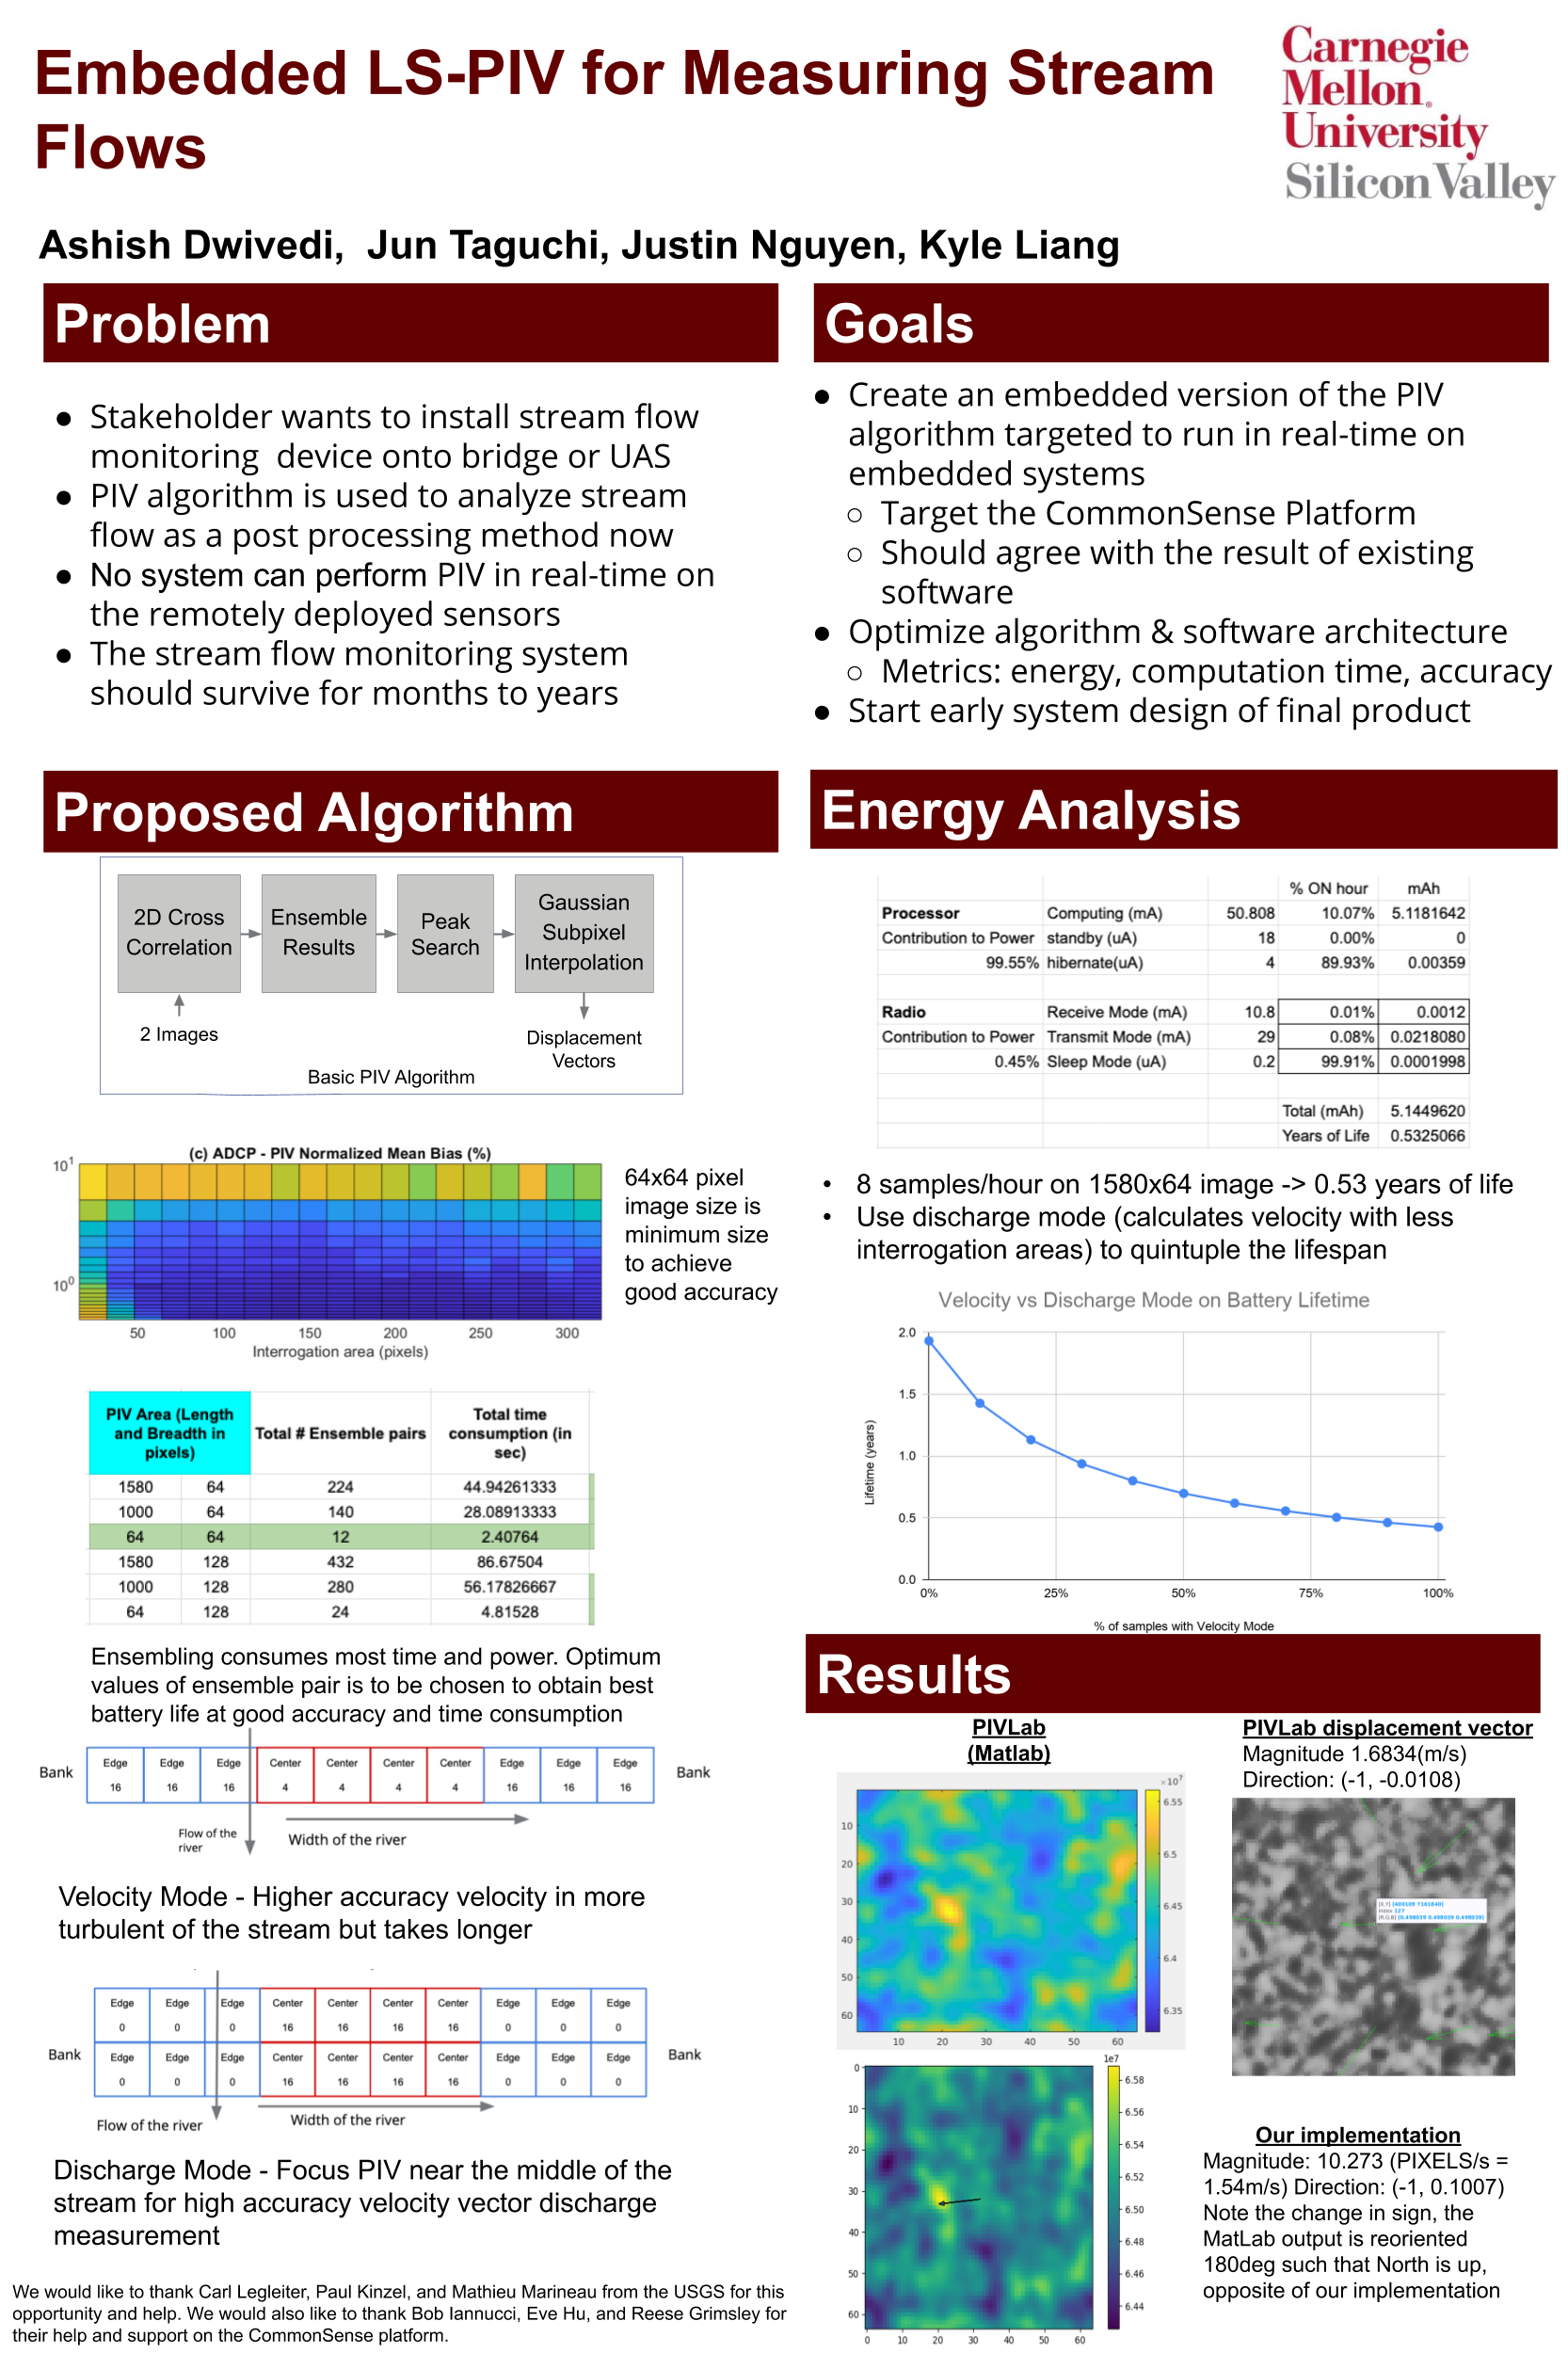 Embedded LS-PIV for Measuring Stream
Flows
Carnegie
Mellon
University
Silicon Valley
Ashish Dwivedi,  Jun Taguchi, Justin Nguyen, Kyle Liang
Problem
● Stakeholder wants to install stream flow
monitoring  device onto bridge or UAS
● PIV algorithm is used to analyze stream
flow as a post processing method now
● No system can perform PIV in real-time on
the remotely deployed sensors
● The stream flow monitoring system
should survive for months to years
Goals
● Create an embedded version of the PIV
algorithm targeted to run in real-time on
embedded systems
○ Target the CommonSense Platform
○ Should agree with the result of existing
software
● Optimize algorithm & software architecture
○ Metrics: energy, computation time, accuracy
● Start early system design of final product
Proposed Algorithm
2D Cross
Correlation
Ensemble
Results
Peak
Search
Gaussian
Subpixel
Interpolation
2 Images
Displacement
Vectors
Basic PIV Algorithm
(c) ADCP - PIV Normalized Mean Bias (%)
10¹
10⁰
50 100 150 200 250 300
Interrogation area (pixels)
64x64 pixel
image size is
minimum size
to achieve
good accuracy
PIV Area (Length and Breadth in pixels) Total # Ensemble pairs Total time consumption (in sec)
1580 64 224 44.94261333
1000 64 140 28.08913333
64 64 12 2.40764
1580 128 432 86.67504
1000 128 280 56.17826667
64 128 24 4.81528
Ensembling consumes most time and power. Optimum
values of ensemble pair is to be chosen to obtain best
battery life at good accuracy and time consumption
Edge Edge Edge Center Center Center Center Edge Edge Edge
Bank 16 16 16 4 4 4 4 16 16 16 Bank
Flow of the
river
Width of the river
Velocity Mode - Higher accuracy velocity in more
turbulent of the stream but takes longer
Edge Edge Edge Center Center Center Center Edge Edge Edge
0 0 0 16 16 16 16 0 0 0
Bank Bank
Edge Edge Edge Center Center Center Center Edge Edge Edge
0 0 0 16 16 16 16 0 0 0
Flow of the river
Width of the river
Discharge Mode - Focus PIV near the middle of the
stream for high accuracy velocity vector discharge
measurement
We would like to thank Carl Legleiter, Paul Kinzel, and Mathieu Marineau from the USGS for this
opportunity and help. We would also like to thank Bob Iannucci, Eve Hu, and Reese Grimsley for
their help and support on the CommonSense platform.
Energy Analysis
% ON hour mAh
Processor Computing (mA) 50.808 10.07% 5.1181642
Contribution to Power standby (uA) 18 0.00% 0
99.55% hibernate(uA) 4 89.93% 0.00359
Radio Receive Mode (mA) 10.8 0.01% 0.0012
Contribution to Power Transmit Mode (mA) 29 0.08% 0.0218080
0.45% Sleep Mode (uA) 0.2 99.91% 0.0001998
Total (mAh) 5.1449620
Years of Life 0.5325066
• 8 samples/hour on 1580x64 image -> 0.53 years of life
• Use discharge mode (calculates velocity with less
interrogation areas) to quintuple the lifespan
Velocity vs Discharge Mode on Battery Lifetime
Lifetime (years)
2.0
1.5
1.0
0.5
0.0
0% 25% 50% 75% 100%
% of samples with Velocity Mode
Results
PIVLab
(Matlab)
×10⁷
6.55
6.5
6.45
6.4
6.35
10
20
30
40
50
60
10 20 30 40 50 60
1e7
6.58
6.56
6.54
6.52
6.50
6.48
6.46
6.44
0
10
20
30
40
50
60
0 10 20 30 40 50 60
PIVLab displacement vector
Magnitude 1.6834(m/s)
Direction: (-1, -0.0108)
Index 127
Our implementation
Magnitude: 10.273 (PIXELS/s =
1.54m/s) Direction: (-1, 0.1007)
Note the change in sign, the
MatLab output is reoriented
180deg such that North is up,
opposite of our implementation